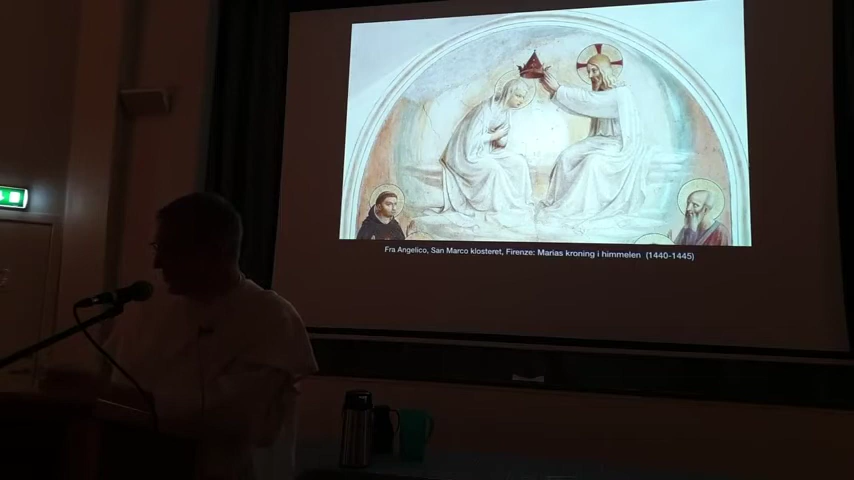 Fra Angelico, San Marco klosteret, Firenze: Marias kroning i himmelen (1440-1445)